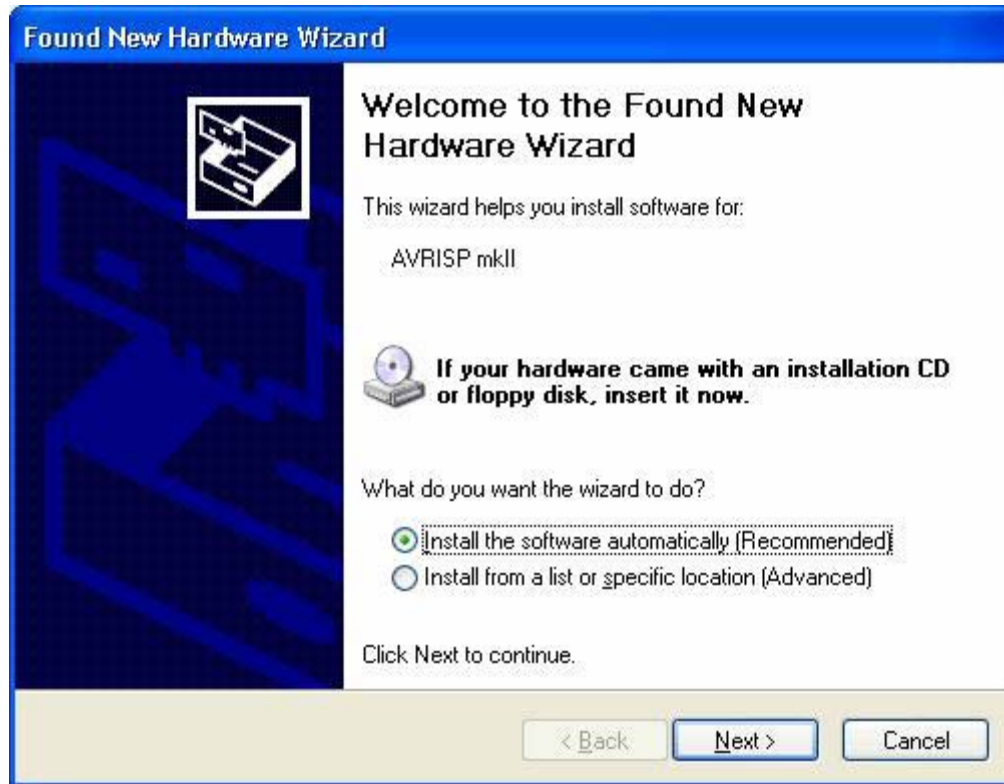 Found New Hardware Wizard
Welcome to the Found New
Hardware Wizard
This wizard helps you install software for:
AVRISP mkII
If your hardware came with an installation CD
or floppy disk, insert it now.
What do you want the wizard to do?
Install the software automatically (Recommended)
Install from a list or specific location (Advanced)
Click Next to continue.
< Back Next > Cancel